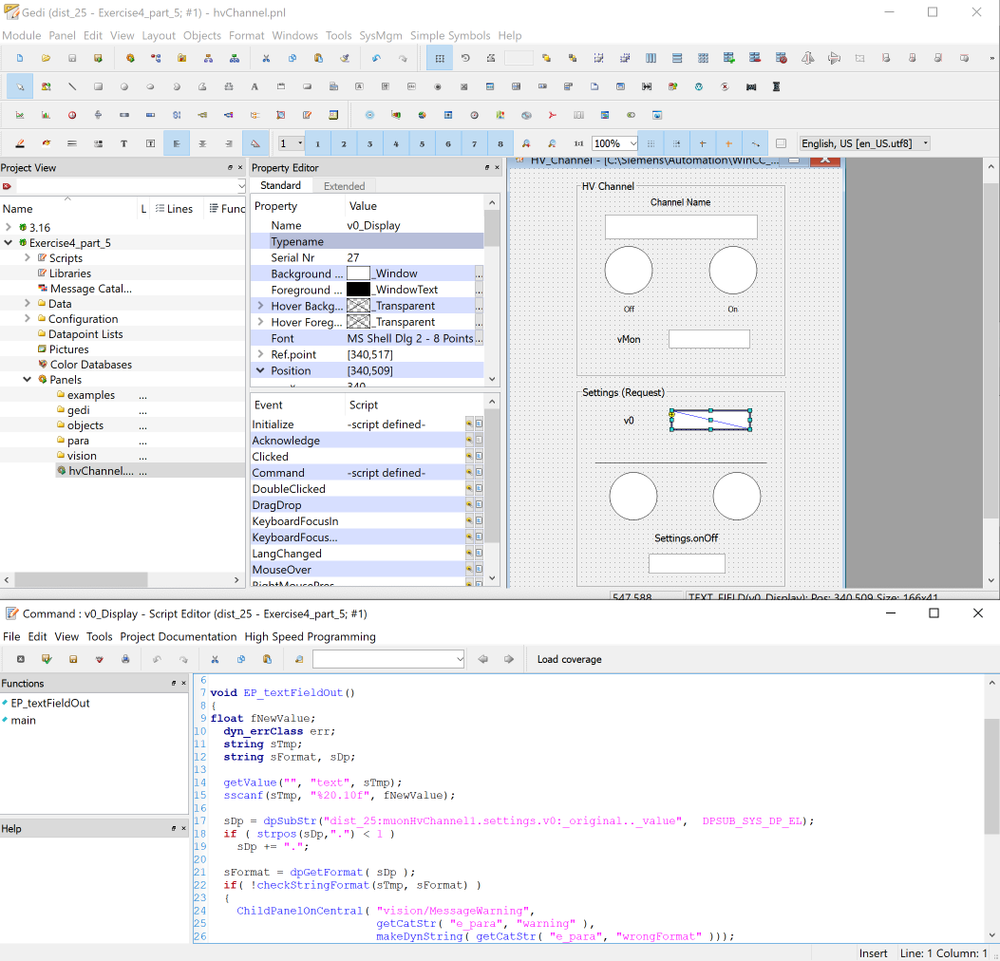 Gedi (dist_25 - Exercise4_part_5; #1) - hvChannel.pnl
Module Panel Edit View Layout Objects Format Windows Tools SysMgm Simple Symbols Help
1 1 2 3 4 5 6 7 8 1:1 100% English, US [en_US.utf8]
Project View
Name L Lines Func
3.16
Exercise4_part_5
Scripts
Libraries
Message Catal...
Data
Configuration
Datapoint Lists
Pictures
Color Databases
Panels
examples ...
gedi ...
objects ...
para ...
vision ...
hvChannel.... ...
Property Editor
Standard Extended
Property Value
Name v0_Display
Typename
Serial Nr 27
Background ... _Window ...
Foreground ... _WindowText ...
Hover Backg... _Transparent ...
Hover Foreg... _Transparent ...
Font MS Shell Dlg 2 - 8 Points ...
Ref.point [340,517]
Position [340,509]
x 340
Event Script
Initialize -script defined-
Acknowledge
Clicked
Command -script defined-
DoubleClicked
DragDrop
KeyboardFocusIn
KeyboardFocus...
LangChanged
MouseOver
RightMousePres
HV_Channel - [C:\Siemens\Automation\WinCC_...
HV Channel
Channel Name
Off On
vMon
Settings (Request)
v0
Settings.onOff
547,588 TEXT_FIELD(v0_Display); Pos: 340,509 Size: 166x41
Command : v0_Display - Script Editor (dist_25 - Exercise4_part_5; #1)
File Edit View Tools Project Documentation High Speed Programming
Load coverage
Functions
EP_textFieldOut
main
Help
6
7 void EP_textFieldOut()
8 {
9 float fNewValue;
10 dyn_errClass err;
11 string sTmp;
12 string sFormat, sDp;
13
14 getValue("", "text", sTmp);
15 sscanf(sTmp, "%20.10f", fNewValue);
16
17 sDp = dpSubStr("dist_25:muonHvChannel1.settings.v0:_original.._value", DPSUB_SYS_DP_EL);
18 if ( strpos(sDp,".") < 1 )
19 sDp += ".";
20
21 sFormat = dpGetFormat( sDp );
22 if( !checkStringFormat(sTmp, sFormat) )
23 {
24 ChildPanelOnCentral( "vision/MessageWarning",
25 getCatStr( "e_para", "warning" ),
26 makeDynString( getCatStr( "e_para", "wrongFormat" )));
Insert Line: 1 Column: 1